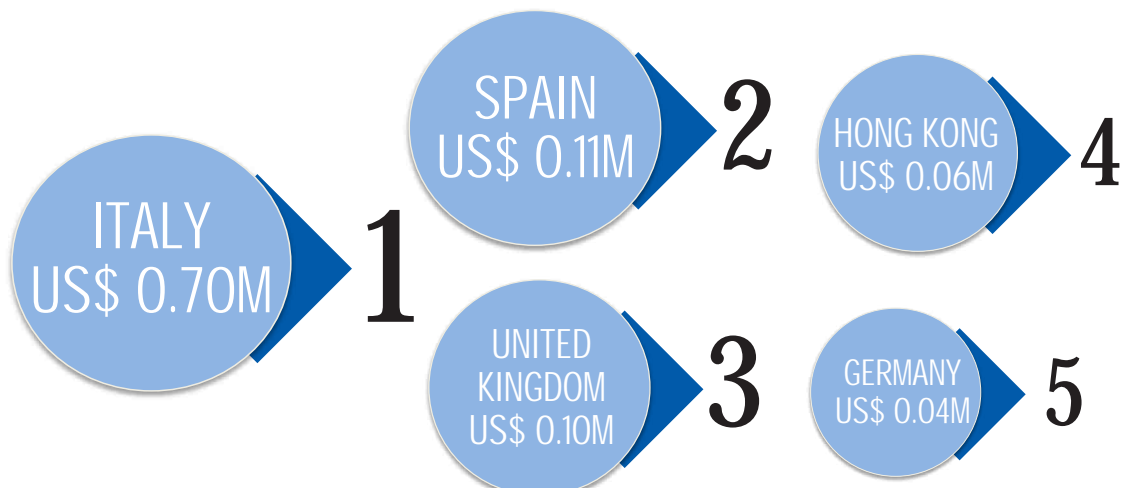 ITALY
US$ 0.70M
1
SPAIN
US$ 0.11M
2
UNITED
KINGDOM
US$ 0.10M
3
HONG KONG
US$ 0.06M
4
GERMANY
US$ 0.04M
5